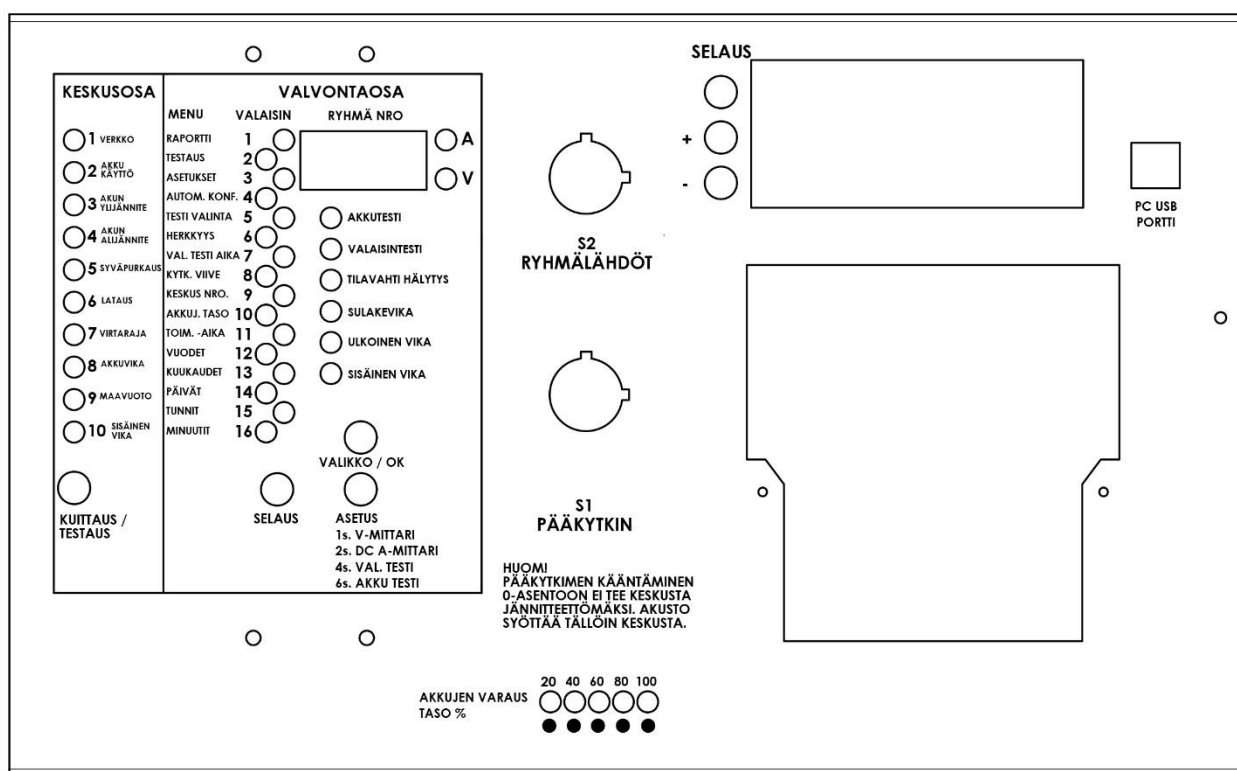 KESKUSOSA
1 VERKKO
2 AKKU
KÄYTTÖ
3 AKUN
YLIJÄNNITE
4 AKUN
ALIJÄNNITE
5 SYVÄPURKAUS
6 LATAUS
7 VIRTARAJA
8 AKKUVIKA
9 MAAVUOTO
10 SISÄINEN
VIKA
KUITTAUS /
TESTAUS
VALVONTAOSA
MENU VALAISIN RYHMÄ NRO
RAPORTTI 1
TESTAUS 2
ASETUKSET 3
AUTOM. KONF. 4
TESTI VALINTA 5
HERKKYYS 6
VAL. TESTI AIKA 7
KYTK. VIIVE 8
KESKUS NRO. 9
AKKUJ. TASO 10
TOIM. -AIKA 11
VUODET 12
KUUKAUDET 13
PÄIVÄT 14
TUNNIT 15
MINUUTIT 16
A
V
AKKUTESTI
VALAISINTESTI
TILAVAHTI HÄLYTYS
SULAKEVIKA
ULKOINEN VIKA
SISÄINEN VIKA
VALIKKO / OK
SELAUS
ASETUS
1s. V-MITTARI
2s. DC A-MITTARI
4s. VAL. TESTI
6s. AKKU TESTI
S2
RYHMÄLÄHDÖT
S1
PÄÄKYTKIN
HUOM!
PÄÄKYTKIMEN KÄÄNTÄMINEN
0-ASENTOON EI TEE KESKUSTA
JÄNNITTEETTÖMÄKSI. AKUSTO
SYÖTTÄÄ TÄLLÖIN KESKUSTA.
SELAUS
+
-
PC USB
PORTTI
20 40 60 80 100
AKKUJEN VARAUS
TASO %